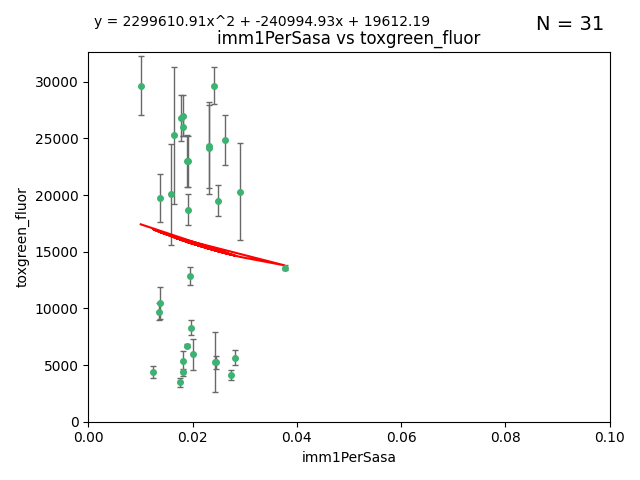 y = 2299610.91x^2 + -240994.93x + 19612.19
N = 31
imm1PerSasa vs toxgreen_fluor
30000
25000
20000
15000
10000
5000
0
toxgreen_fluor
0.00 0.02 0.04 0.06 0.08 0.10
imm1PerSasa